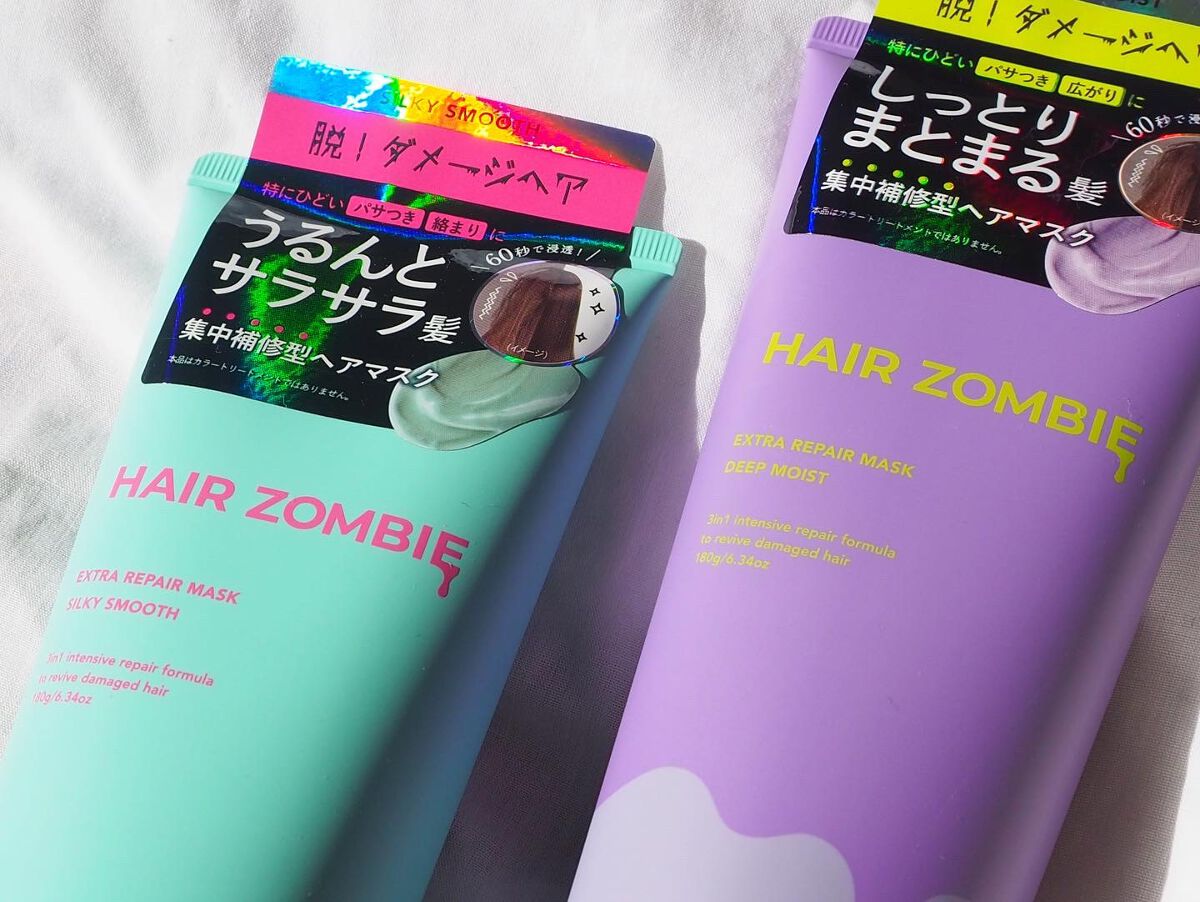 SILKY SMOOTH
脱!ダメージヘア
特にひどい パサつき 絡まり に
うるんと
サラサラ髪
60秒で浸透!
(イメージ)
集中補修型ヘアマスク
本品はカラートリートメントではありません。
HAIR ZOMBIE
EXTRA REPAIR MASK
SILKY SMOOTH
3in1 intensive repair formula
to revive damaged hair
180g/6.34oz
脱!ダメージヘ
特にひどい パサつき 広がり に
しっとり
まとまる髪
60秒で浸
(イメージ
集中補修型ヘアマスク
本品はカラートリートメントではありません。
HAIR ZOMBIE
EXTRA REPAIR MASK
DEEP MOIST
3in1 intensive repair formula
to revive damaged hair
180g/6.34oz